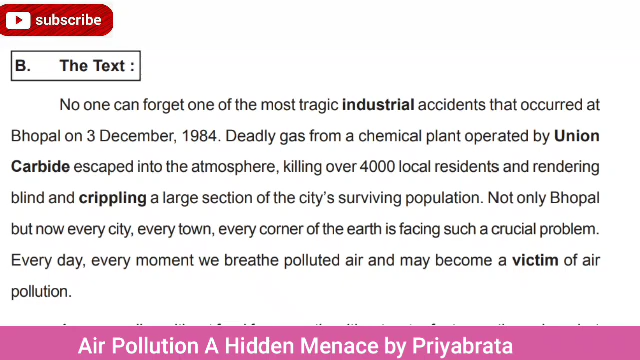 subscribe
B. The Text :
No one can forget one of the most tragic industrial accidents that occurred at
Bhopal on 3 December, 1984. Deadly gas from a chemical plant operated by Union
Carbide escaped into the atmosphere, killing over 4000 local residents and rendering
blind and crippling a large section of the city's surviving population. Not only Bhopal
but now every city, every town, every corner of the earth is facing such a crucial problem.
Every day, every moment we breathe polluted air and may become a victim of air
pollution.
Air Pollution A Hidden Menace by Priyabrata